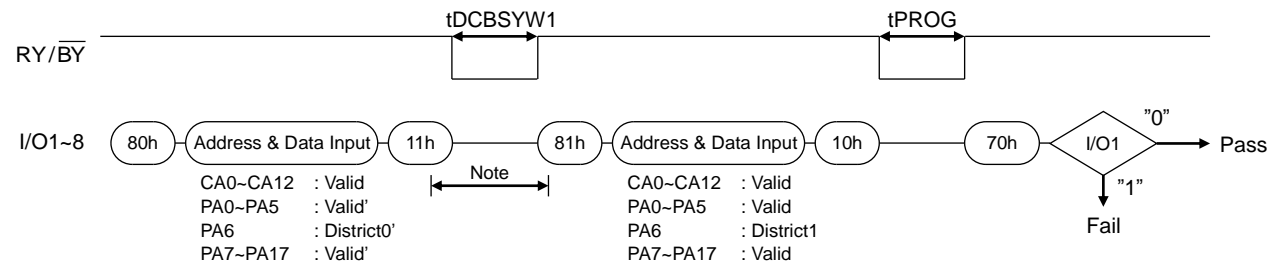 tDCBSYW1 tPROG
RY/BY
I/O1~8 80h Address & Data Input 11h 81h Address & Data Input 10h 70h I/O1 ”0” Pass
Note ”1”
Fail
CA0~CA12 : Valid
PA0~PA5 : Valid’
PA6 : District0’
PA7~PA17 : Valid’
CA0~CA12 : Valid
PA0~PA5 : Valid
PA6 : District1
PA7~PA17 : Valid